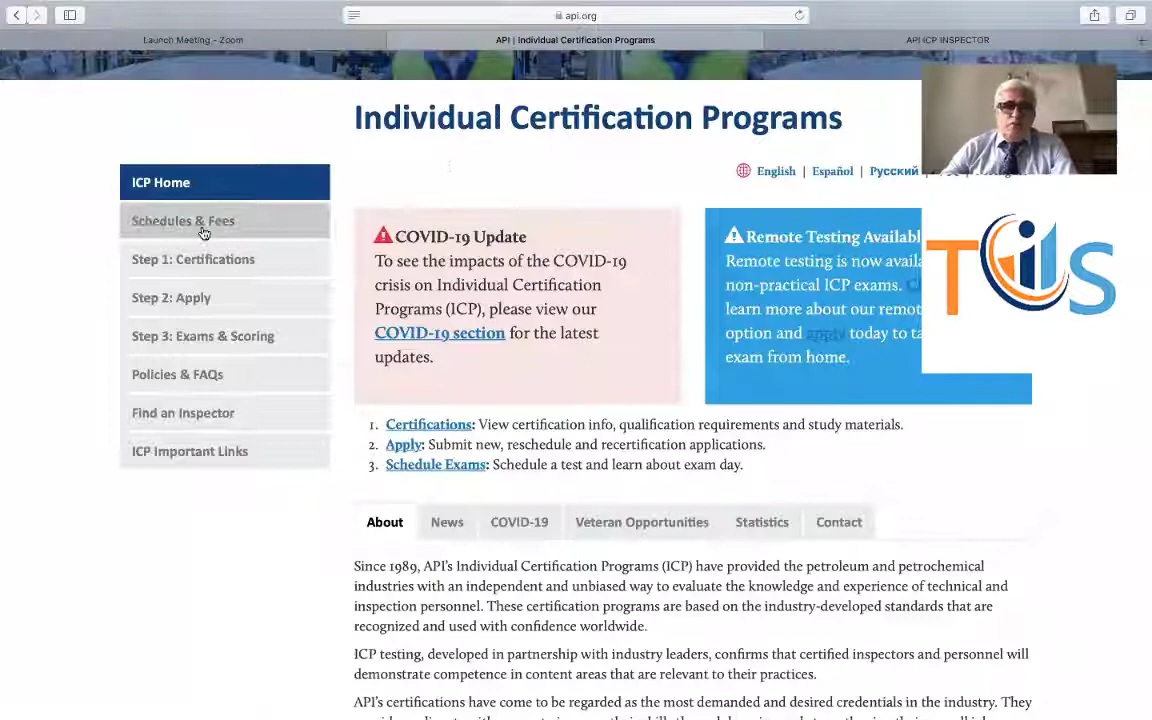 api.org
Launch Meeting - Zoom
API | Individual Certification Programs
API ICP INSPECTOR
Individual Certification Programs
English | Español | Русский
ICP Home
Schedules & Fees
Step 1: Certifications
Step 2: Apply
Step 3: Exams & Scoring
Policies & FAQs
Find an Inspector
ICP Important Links
COVID-19 Update
To see the impacts of the COVID-19
crisis on Individual Certification
Programs (ICP), please view our
COVID-19 section for the latest
updates.
Remote Testing Availabl
Remote testing is now availa
non-practical ICP exams.
learn more about our remot
option and apply today to ta
exam from home.
TIIS
1. Certifications: View certification info, qualification requirements and study materials.
2. Apply: Submit new, reschedule and recertification applications.
3. Schedule Exams: Schedule a test and learn about exam day.
About
News
COVID-19
Veteran Opportunities
Statistics
Contact
Since 1989, API's Individual Certification Programs (ICP) have provided the petroleum and petrochemical
industries with an independent and unbiased way to evaluate the knowledge and experience of technical and
inspection personnel. These certification programs are based on the industry-developed standards that are
recognized and used with confidence worldwide.
ICP testing, developed in partnership with industry leaders, confirms that certified inspectors and personnel will
demonstrate competence in content areas that are relevant to their practices.
API's certifications have come to be regarded as the most demanded and desired credentials in the industry. They